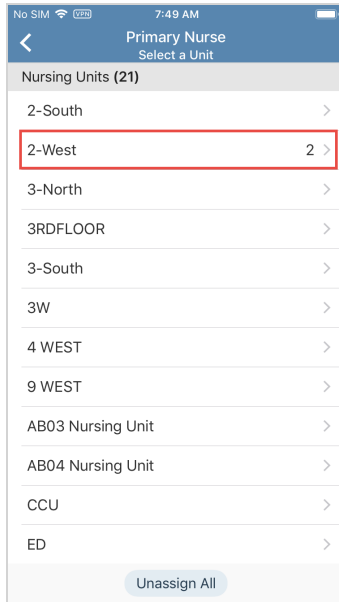 No SIM VPN 7:49 AM
Primary Nurse
Select a Unit
Nursing Units (21)
2-South
2-West 2
3-North
3RDFLOOR
3-South
3W
4 WEST
9 WEST
AB03 Nursing Unit
AB04 Nursing Unit
CCU
ED
Unassign All